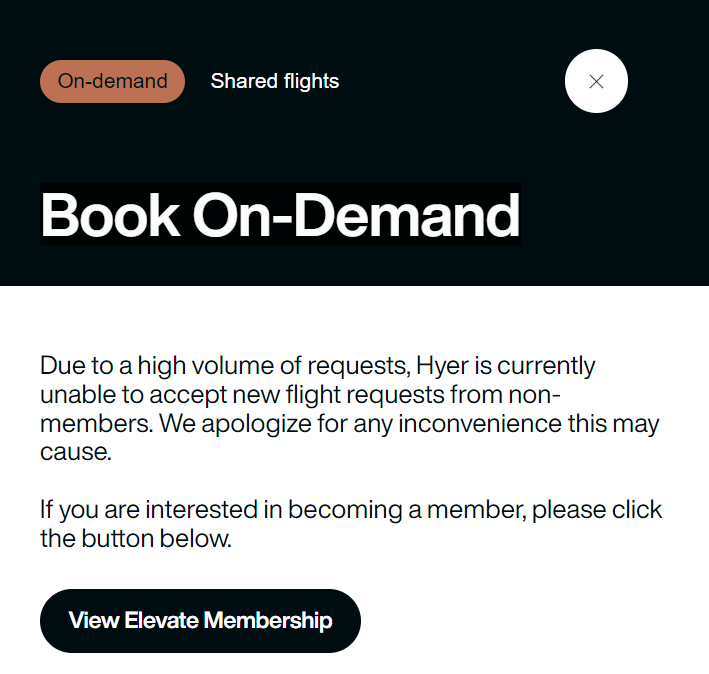 On-demand
Shared flights
Book On-Demand
Due to a high volume of requests, Hyer is currently
unable to accept new flight requests from non-
members. We apologize for any inconvenience this may
cause.
If you are interested in becoming a member, please click
the button below.
View Elevate Membership